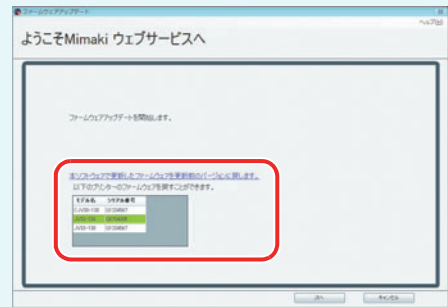 ファームウェアアップデート
ヘルプ(H)
ようこそMimaki ウェブサービスへ
ファームウェアアップデートを開始します。
本ソフトウェアで更新したファームウェアを更新前のバージョンに戻します。
以下のプリンターのファームウェアを戻すことができます。
モデル名 シリアル番号
次へ キャンセル